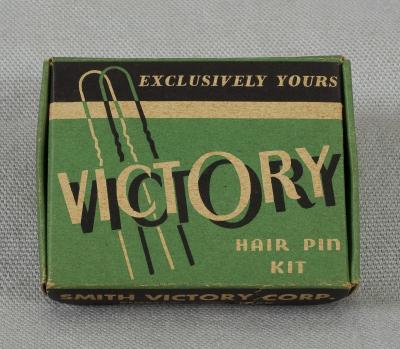 EXCLUSIVELY YOURS
VICTORY
HAIR PIN
KIT
SMITH VICTORY CORP.